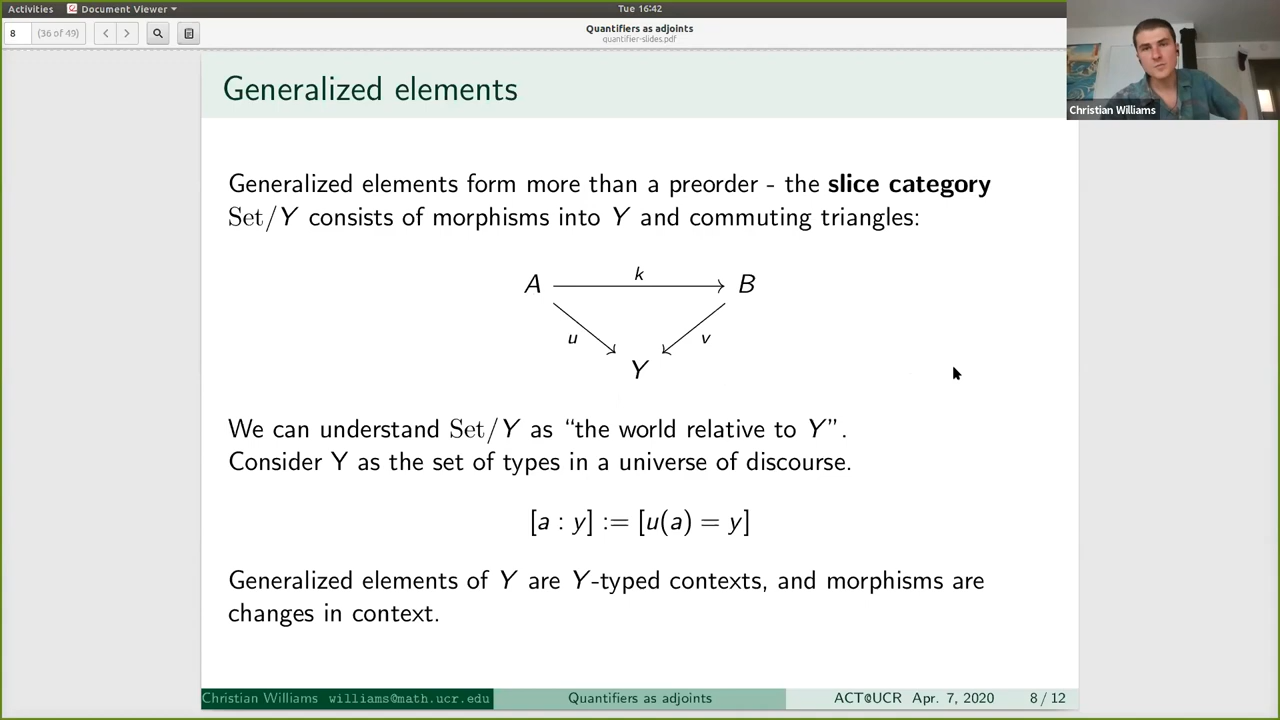 Activities Document Viewer Tue 16:42
8 (36 of 49) Quantifiers as adjoints
quantifier-slides.pdf
Christian Williams
Generalized elements
Generalized elements form more than a preorder - the slice category
Set/Y consists of morphisms into Y and commuting triangles:
k
A B
u v
Y
We can understand Set/Y as “the world relative to Y”.
Consider Y as the set of types in a universe of discourse.
[a : y] := [u(a) = y]
Generalized elements of Y are Y-typed contexts, and morphisms are
changes in context.
Christian Williams williams@math.ucr.edu Quantifiers as adjoints ACT@UCR Apr. 7, 2020 8 / 12